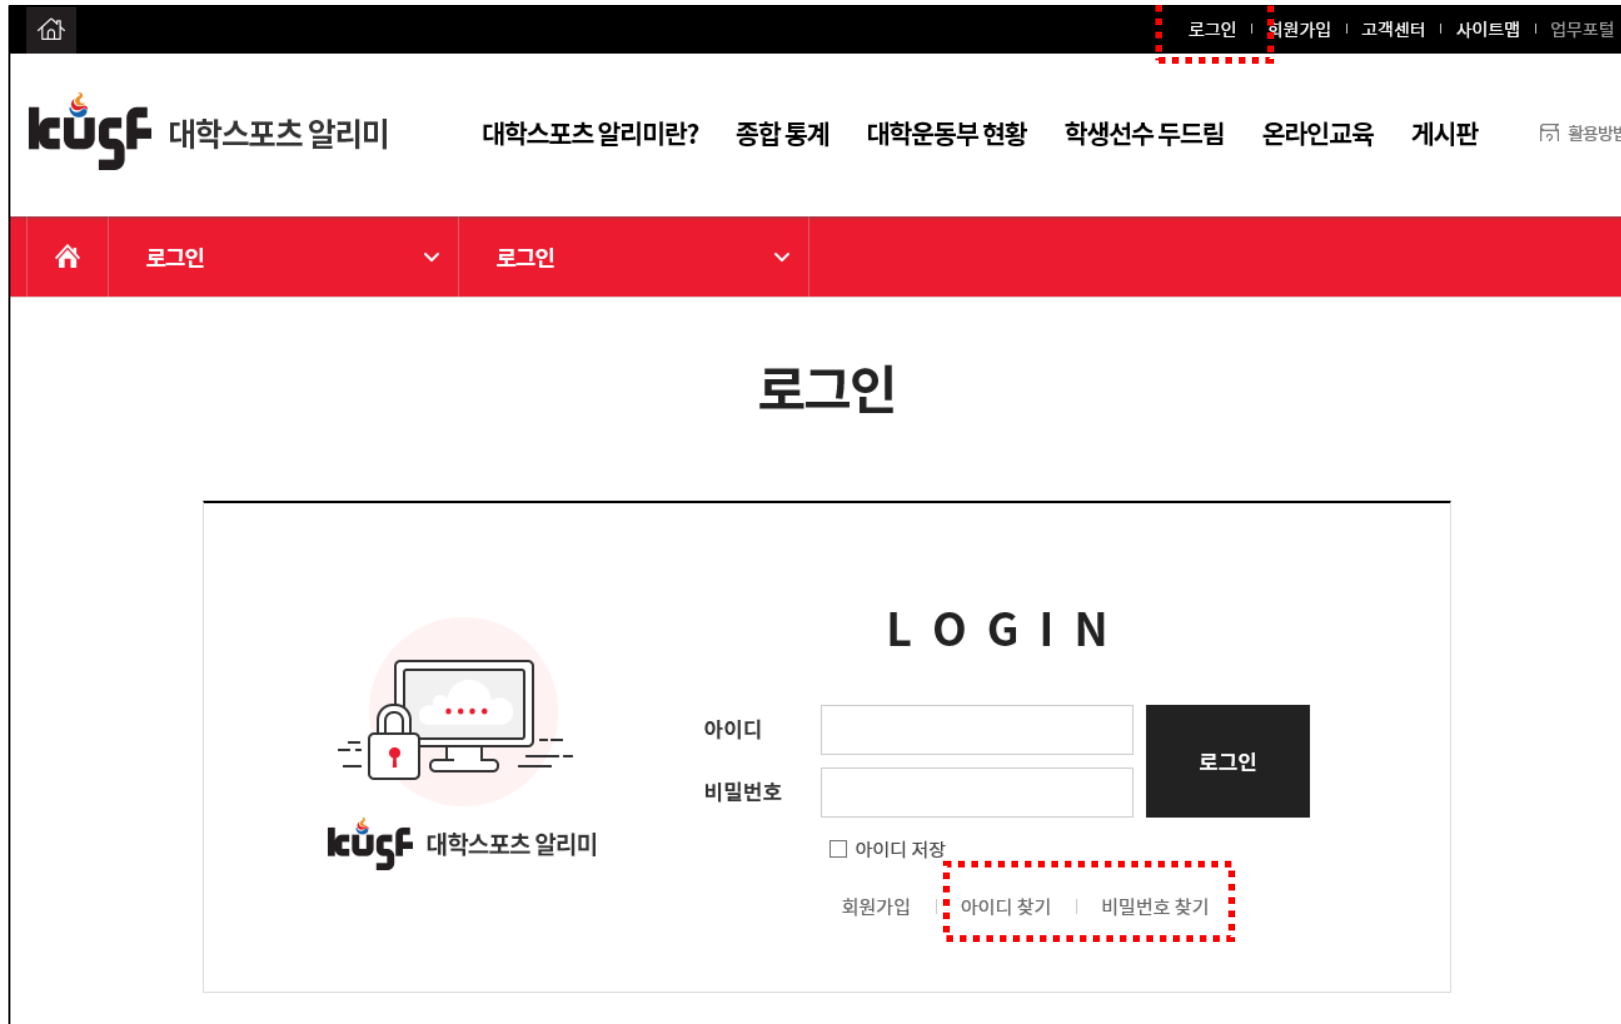 로그인 회원가입 고객센터 사이트맵 업무포털
kusf 대학스포츠 알리미 대학스포츠 알리미란? 종합 통계 대학운동부 현황 학생선수 두드림 온라인교육 게시판
로그인 로그인
로그인
LOGIN
아이디
로그인
비밀번호
kusf 대학스포츠 알리미
아이디 저장
회원가입 아이디 찾기 비밀번호 찾기